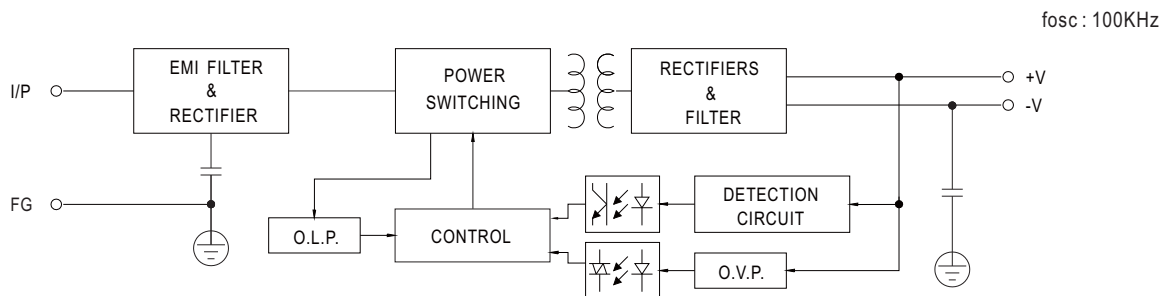 fosc : 100KHz
I/P
EMI FILTER
&
RECTIFIER
POWER
SWITCHING
RECTIFIERS
&
FILTER
+V
-V
FG
O.L.P.
CONTROL
DETECTION
CIRCUIT
O.V.P.